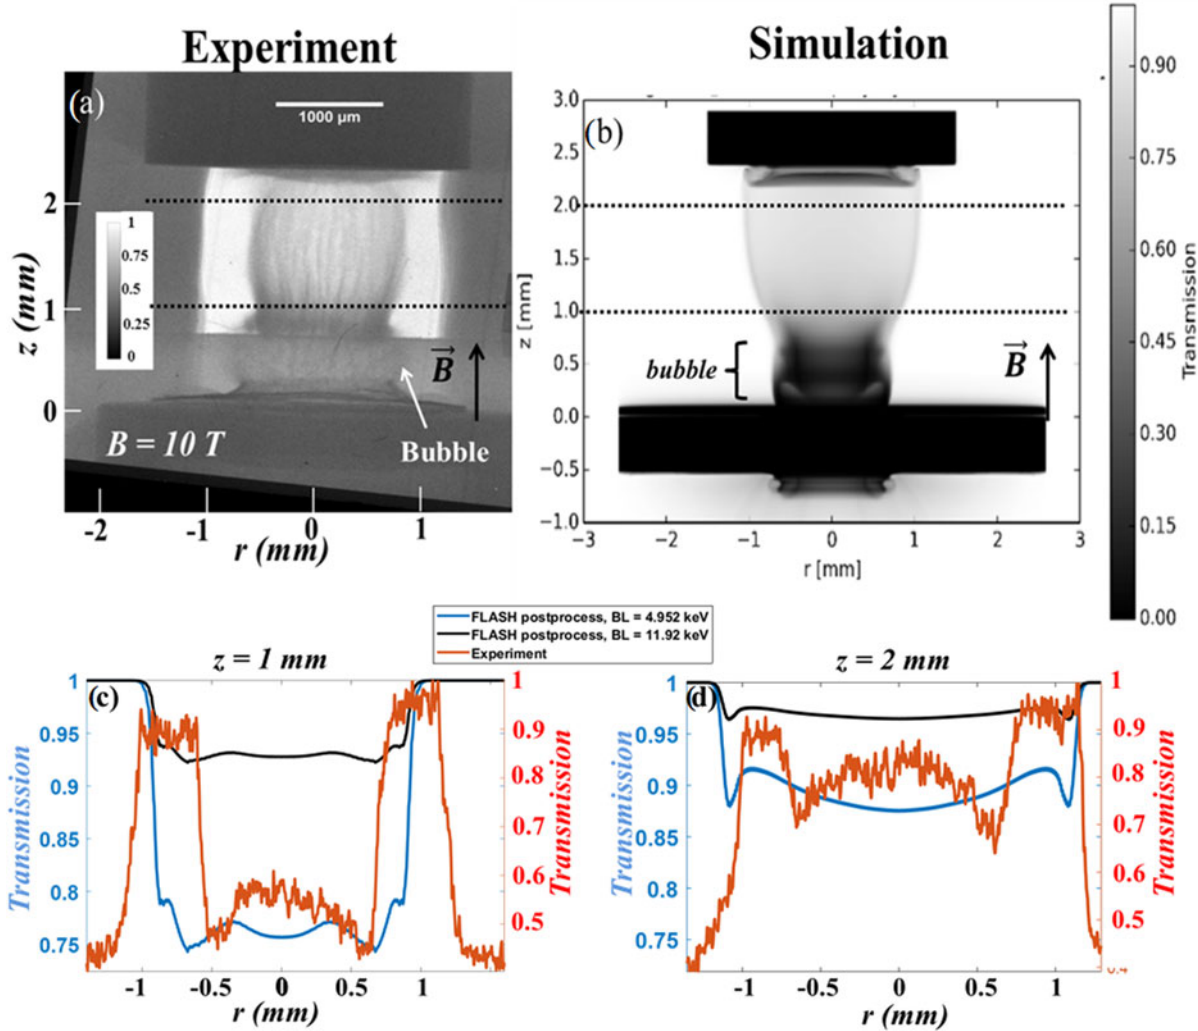 Experiment
Simulation
(a)
1000 μm
2
1
0
z (mm)
1
0.75
0.5
0.25
0
B
B = 10 T
Bubble
-2
-1
0
1
r (mm)
(b)
3.0
2.5
2.0
1.5
1.0
0.5
0.0
−0.5
−1.0
z [mm]
bubble
B
−3
−2
−1
0
1
2
3
r [mm]
0.90
0.75
0.60
0.45
0.30
0.15
0.00
Transmission
FLASH postprocess, BL = 4.952 keV
FLASH postprocess, BL = 11.92 keV
Experiment
z = 1 mm
(c)
1
0.95
0.9
0.85
0.8
0.75
Transmission
1
0.9
0.8
0.7
0.6
0.5
Transmission
-1
-0.5
0
0.5
1
r (mm)
z = 2 mm
(d)
1
0.95
0.9
0.85
0.8
0.75
Transmission
1
0.9
0.8
0.7
0.6
0.5
0.4
Transmission
-1
-0.5
0
0.5
1
r (mm)